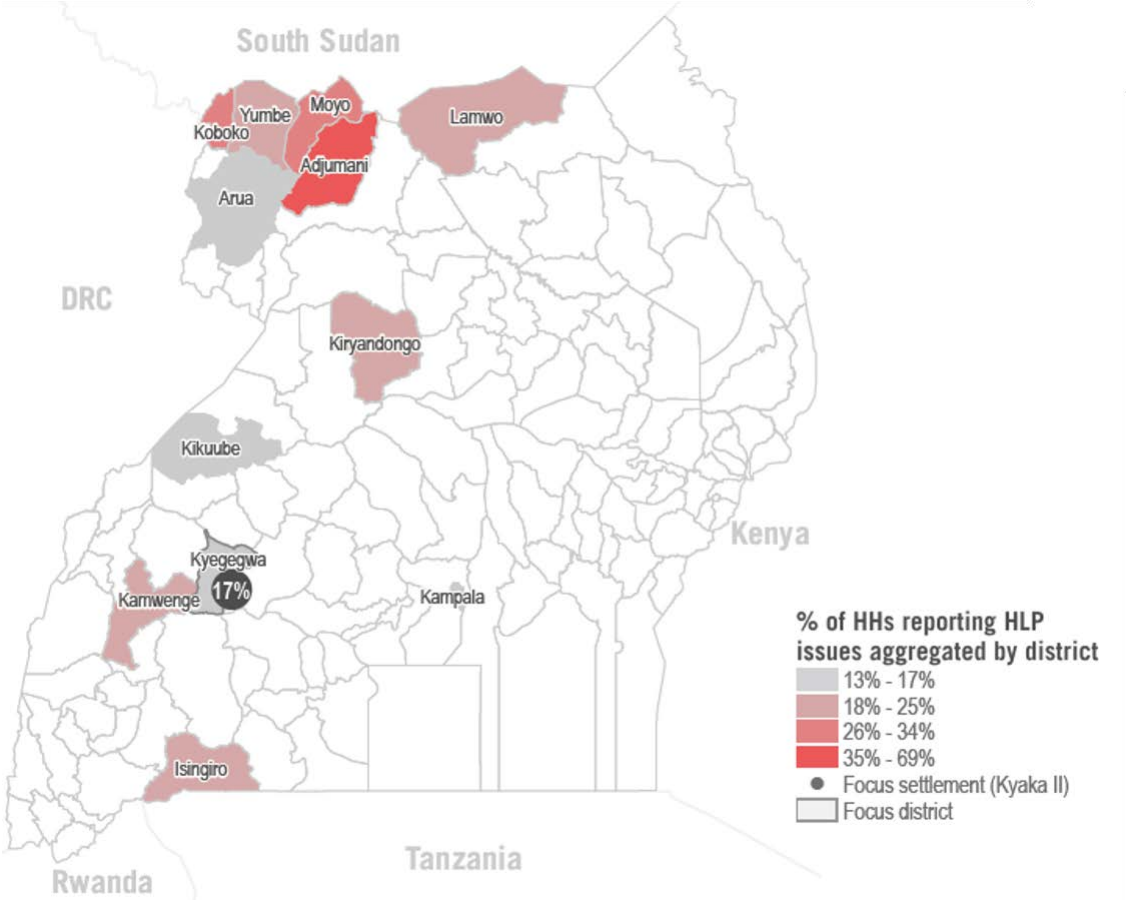 South Sudan
Koboko
Yumbe
Moyo
Lamwo
Adjumani
Arua
DRC
Kiryandongo
Kikuube
Kenya
Kyegegwa
17%
Kamwenge
Kampala
% of HHs reporting HLP
issues aggregated by district
13% - 17%
18% - 25%
26% - 34%
35% - 69%
Focus settlement (Kyaka II)
Focus district
Isingiro
Tanzania
Rwanda